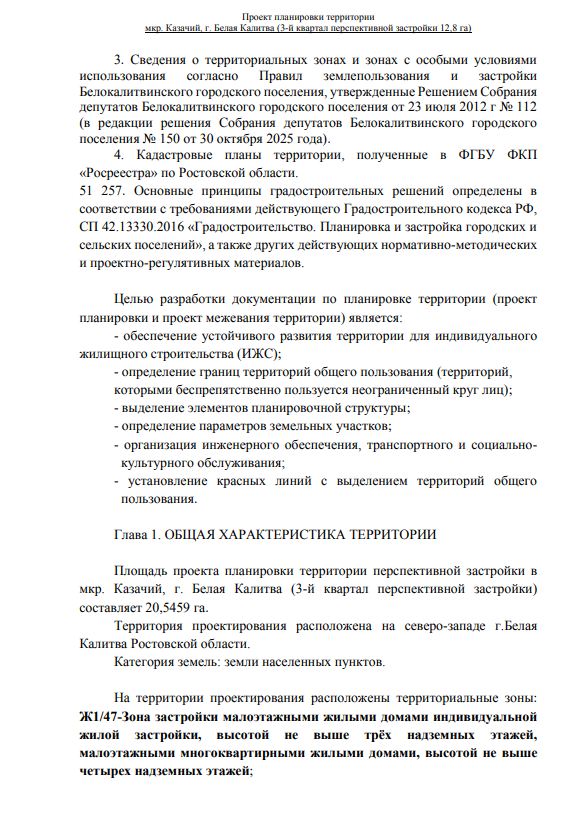 Проект планировки территории
мкр. Казачий, г. Белая Калитва (3-й квартал перспективной застройки 12,8 га)
3. Сведения о территориальных зонах и зонах с особыми условиями
использования согласно Правил землепользования и застройки
Белокалитвинского городского поселения, утвержденные Решением Собрания
депутатов Белокалитвинского городского поселения от 23 июля 2012 г № 112
(в редакции решения Собрания депутатов Белокалитвинского городского
поселения № 150 от 30 октября 2025 года).
4. Кадастровые планы территории, полученные в ФГБУ ФКП
«Росреестра» по Ростовской области.
51 257. Основные принципы градостроительных решений определены в
соответствии с требованиями действующего Градостроительного кодекса РФ,
СП 42.13330.2016 «Градостроительство. Планировка и застройка городских и
сельских поселений», а также других действующих нормативно-методических
и проектно-регулятивных материалов.
Целью разработки документации по планировке территории (проект
планировки и проект межевания территории) является:
- обеспечение устойчивого развития территории для индивидуального
жилищного строительства (ИЖС);
- определение границ территорий общего пользования (территорий,
которыми беспрепятственно пользуется неограниченный круг лиц);
- выделение элементов планировочной структуры;
- определение параметров земельных участков;
- организация инженерного обеспечения, транспортного и социально-
культурного обслуживания;
- установление красных линий с выделением территорий общего
пользования.
Глава 1. ОБЩАЯ ХАРАКТЕРИСТИКА ТЕРРИТОРИИ
Площадь проекта планировки территории перспективной застройки в
мкр. Казачий, г. Белая Калитва (3-й квартал перспективной застройки)
составляет 20,5459 га.
Территория проектирования расположена на северо-западе г.Белая
Калитва Ростовской области.
Категория земель: земли населенных пунктов.
На территории проектирования расположены территориальные зоны:
Ж1/47-Зона застройки малоэтажными жилыми домами индивидуальной
жилой застройки, высотой не выше трёх надземных этажей,
малоэтажными многоквартирными жилыми домами, высотой не выше
четырех надземных этажей;